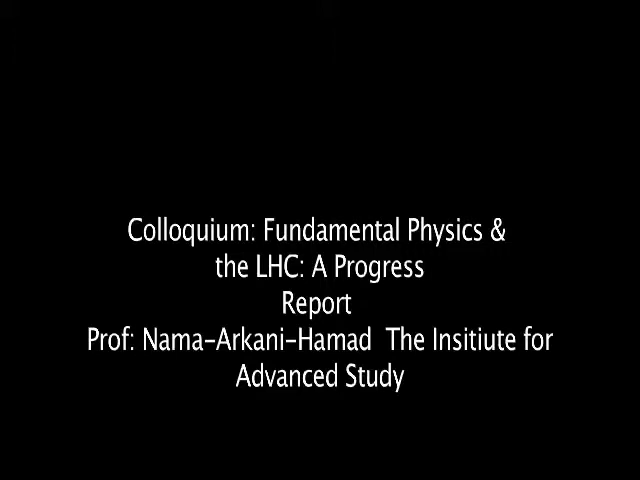 Colloquium: Fundamental Physics &
the LHC: A Progress
Report
Prof: Nama-Arkani-Hamad  The Insitiute for
Advanced Study